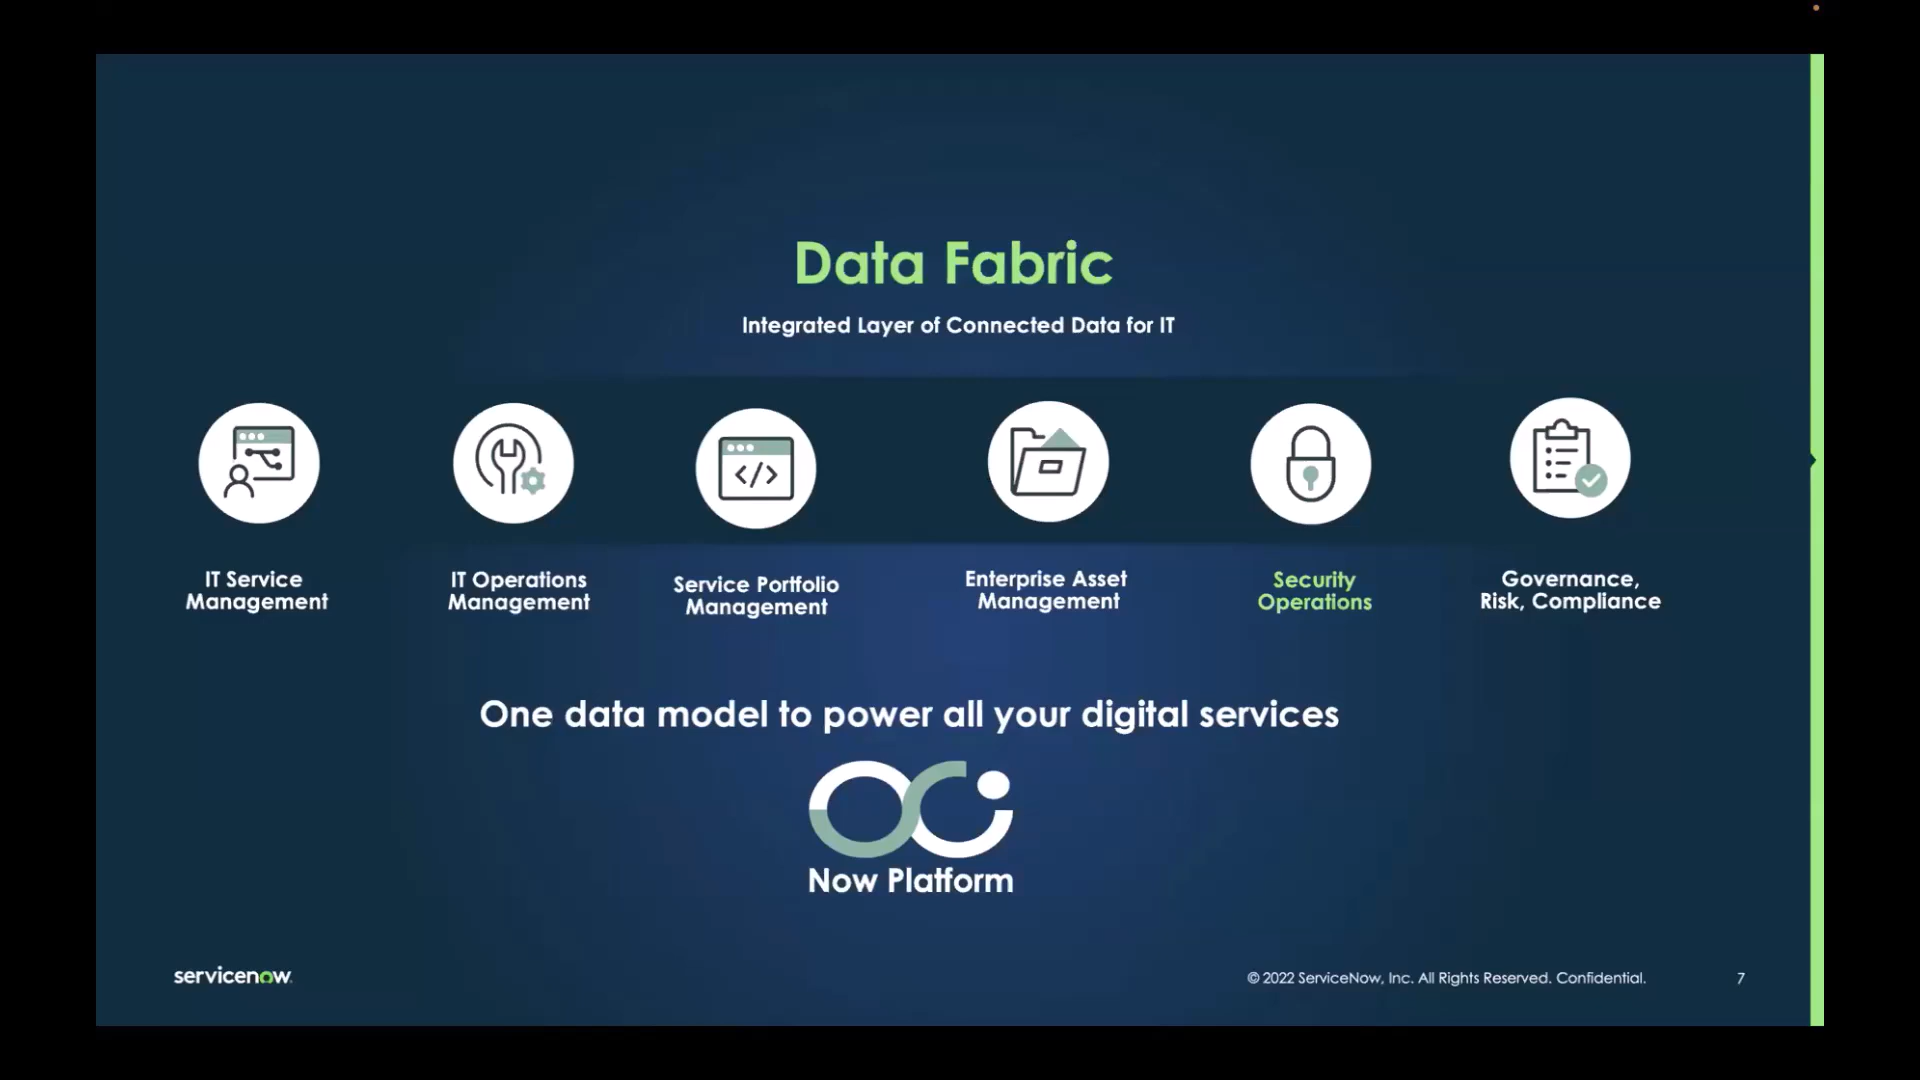 Data Fabric
Integrated Layer of Connected Data for IT
IT Service
Management
IT Operations
Management
Service Portfolio
Management
Enterprise Asset
Management
Security
Operations
Governance,
Risk, Compliance
One data model to power all your digital services
Now Platform
servicenow.
© 2022 ServiceNow, Inc. All Rights Reserved. Confidential.
7